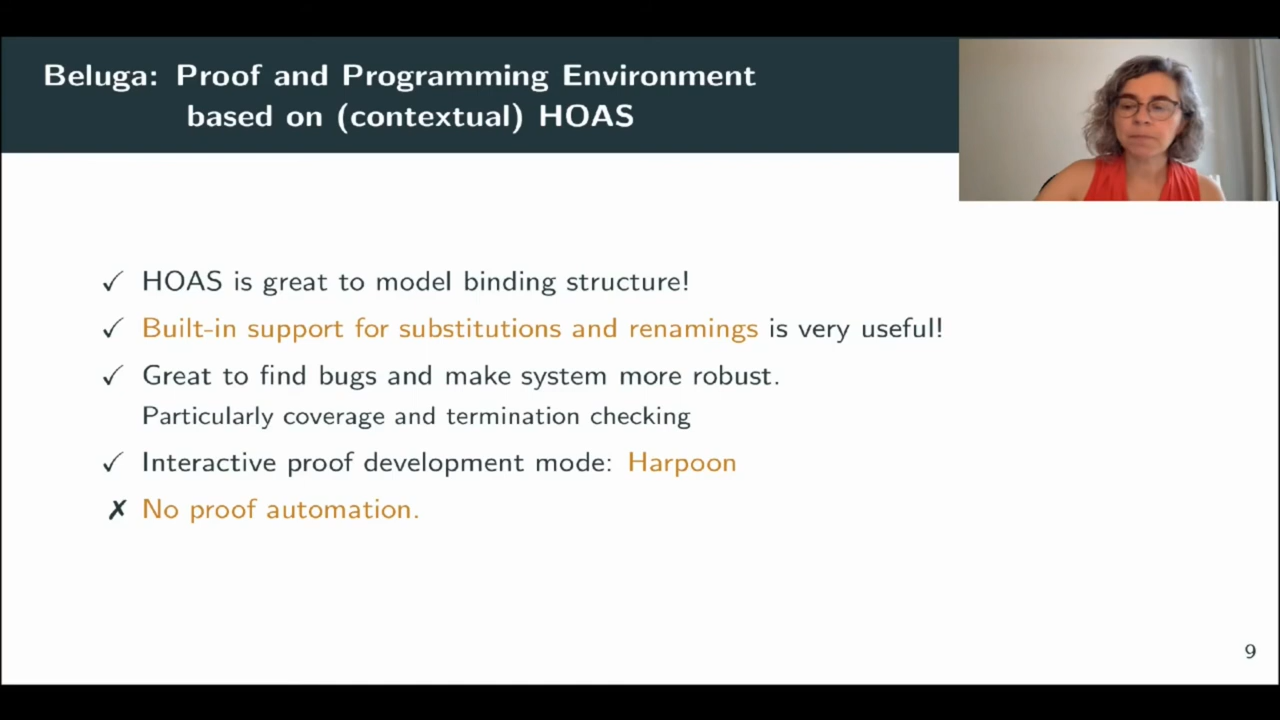 Beluga: Proof and Programming Environment
based on (contextual) HOAS
✓ HOAS is great to model binding structure!
✓ Built-in support for substitutions and renamings is very useful!
✓ Great to find bugs and make system more robust.
Particularly coverage and termination checking
✓ Interactive proof development mode: Harpoon
✗ No proof automation.
9